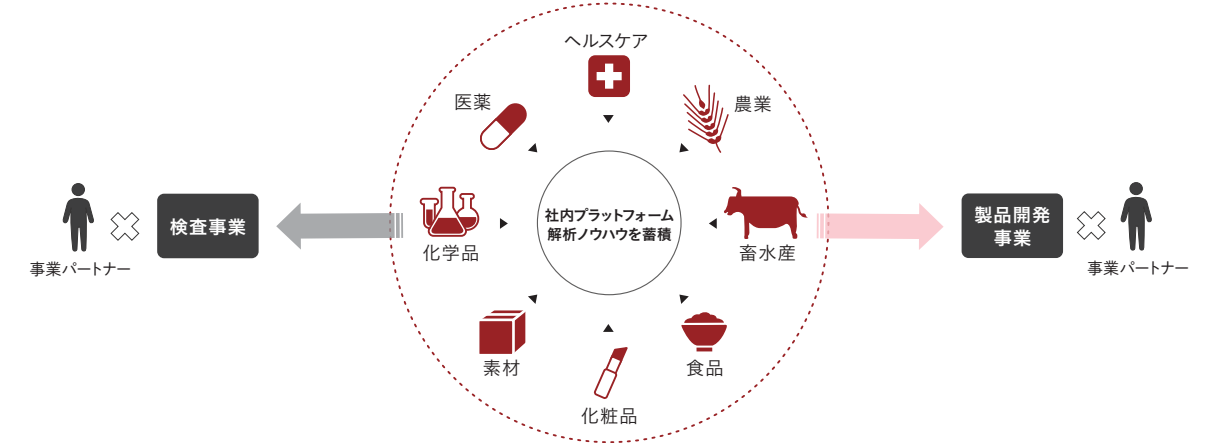 ヘルスケア
医薬
農業
検査事業
事業パートナー
化学品
社内プラットフォーム
解析ノウハウを蓄積
畜水産
製品開発
事業
事業パートナー
素材
食品
化粧品